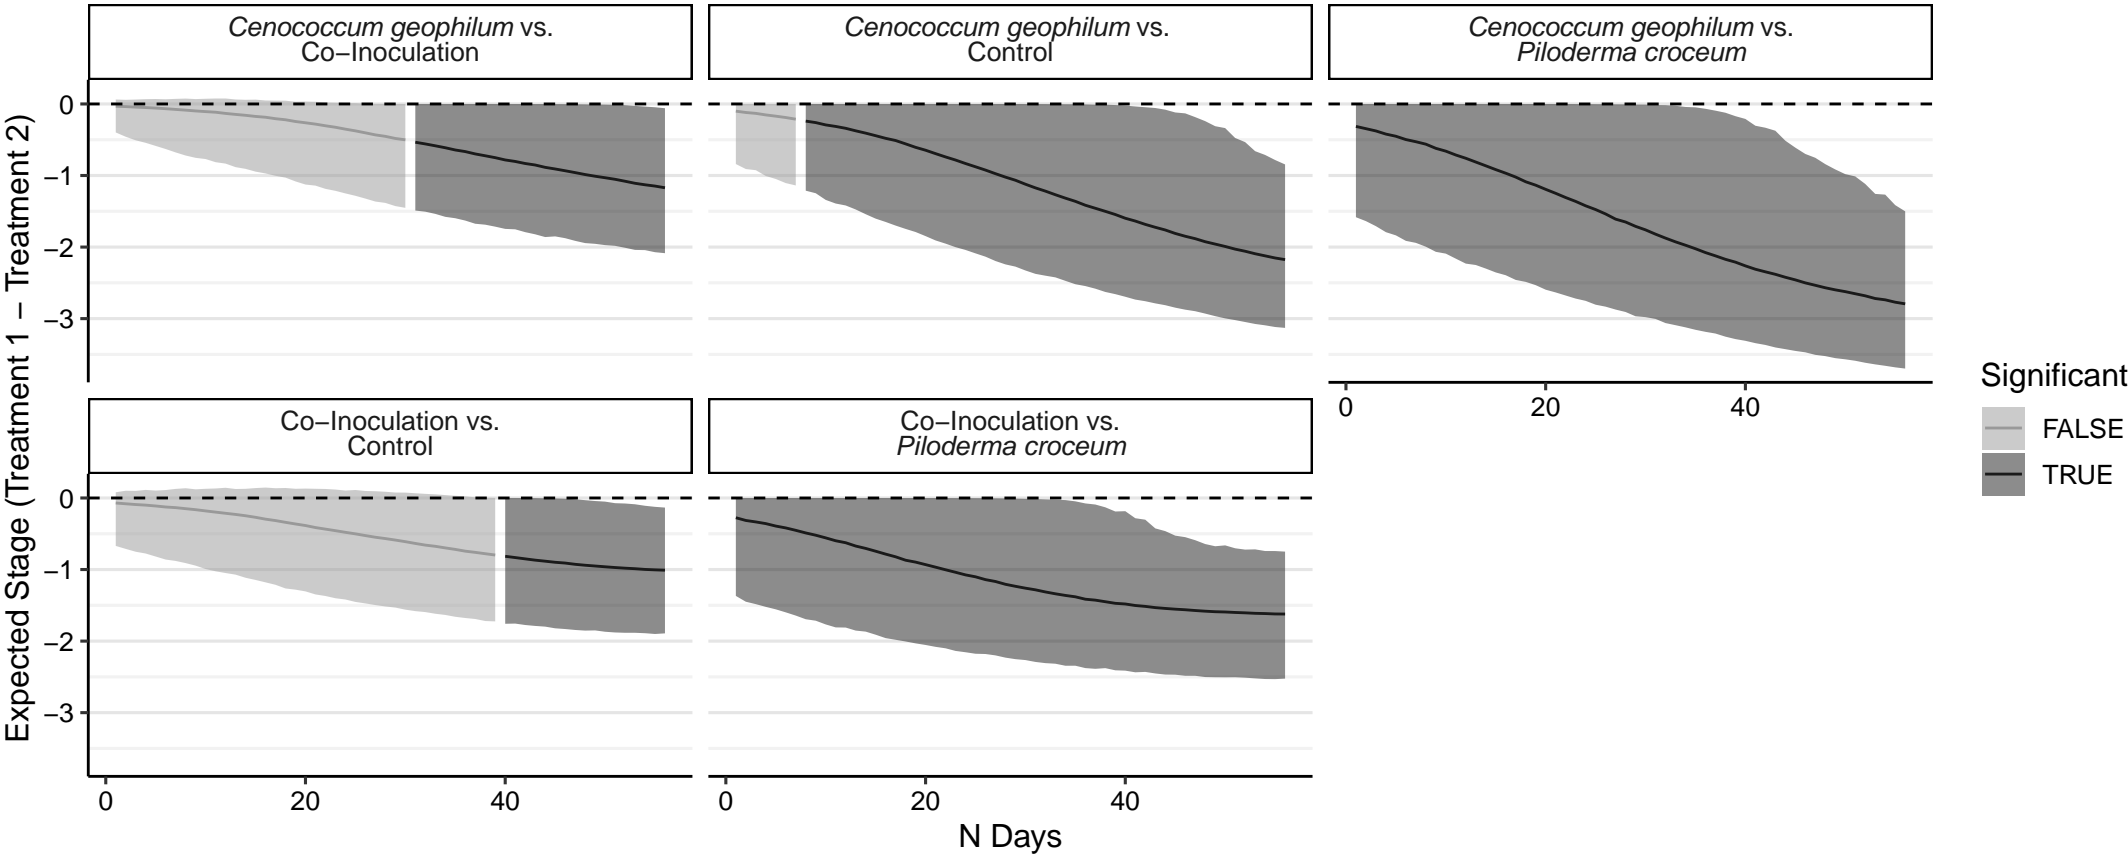 Cenococcum geophilum vs.
Co−Inoculation
Cenococcum geophilum vs.
Control
Cenococcum geophilum vs.
Piloderma croceum
0
−1
−2
−3
0
20
40
Co−Inoculation vs.
Control
Co−Inoculation vs.
Piloderma croceum
0
−1
−2
−3
0
20
40
0
20
40
N Days
Expected Stage (Treatment 1 − Treatment 2)
Significant
FALSE
TRUE